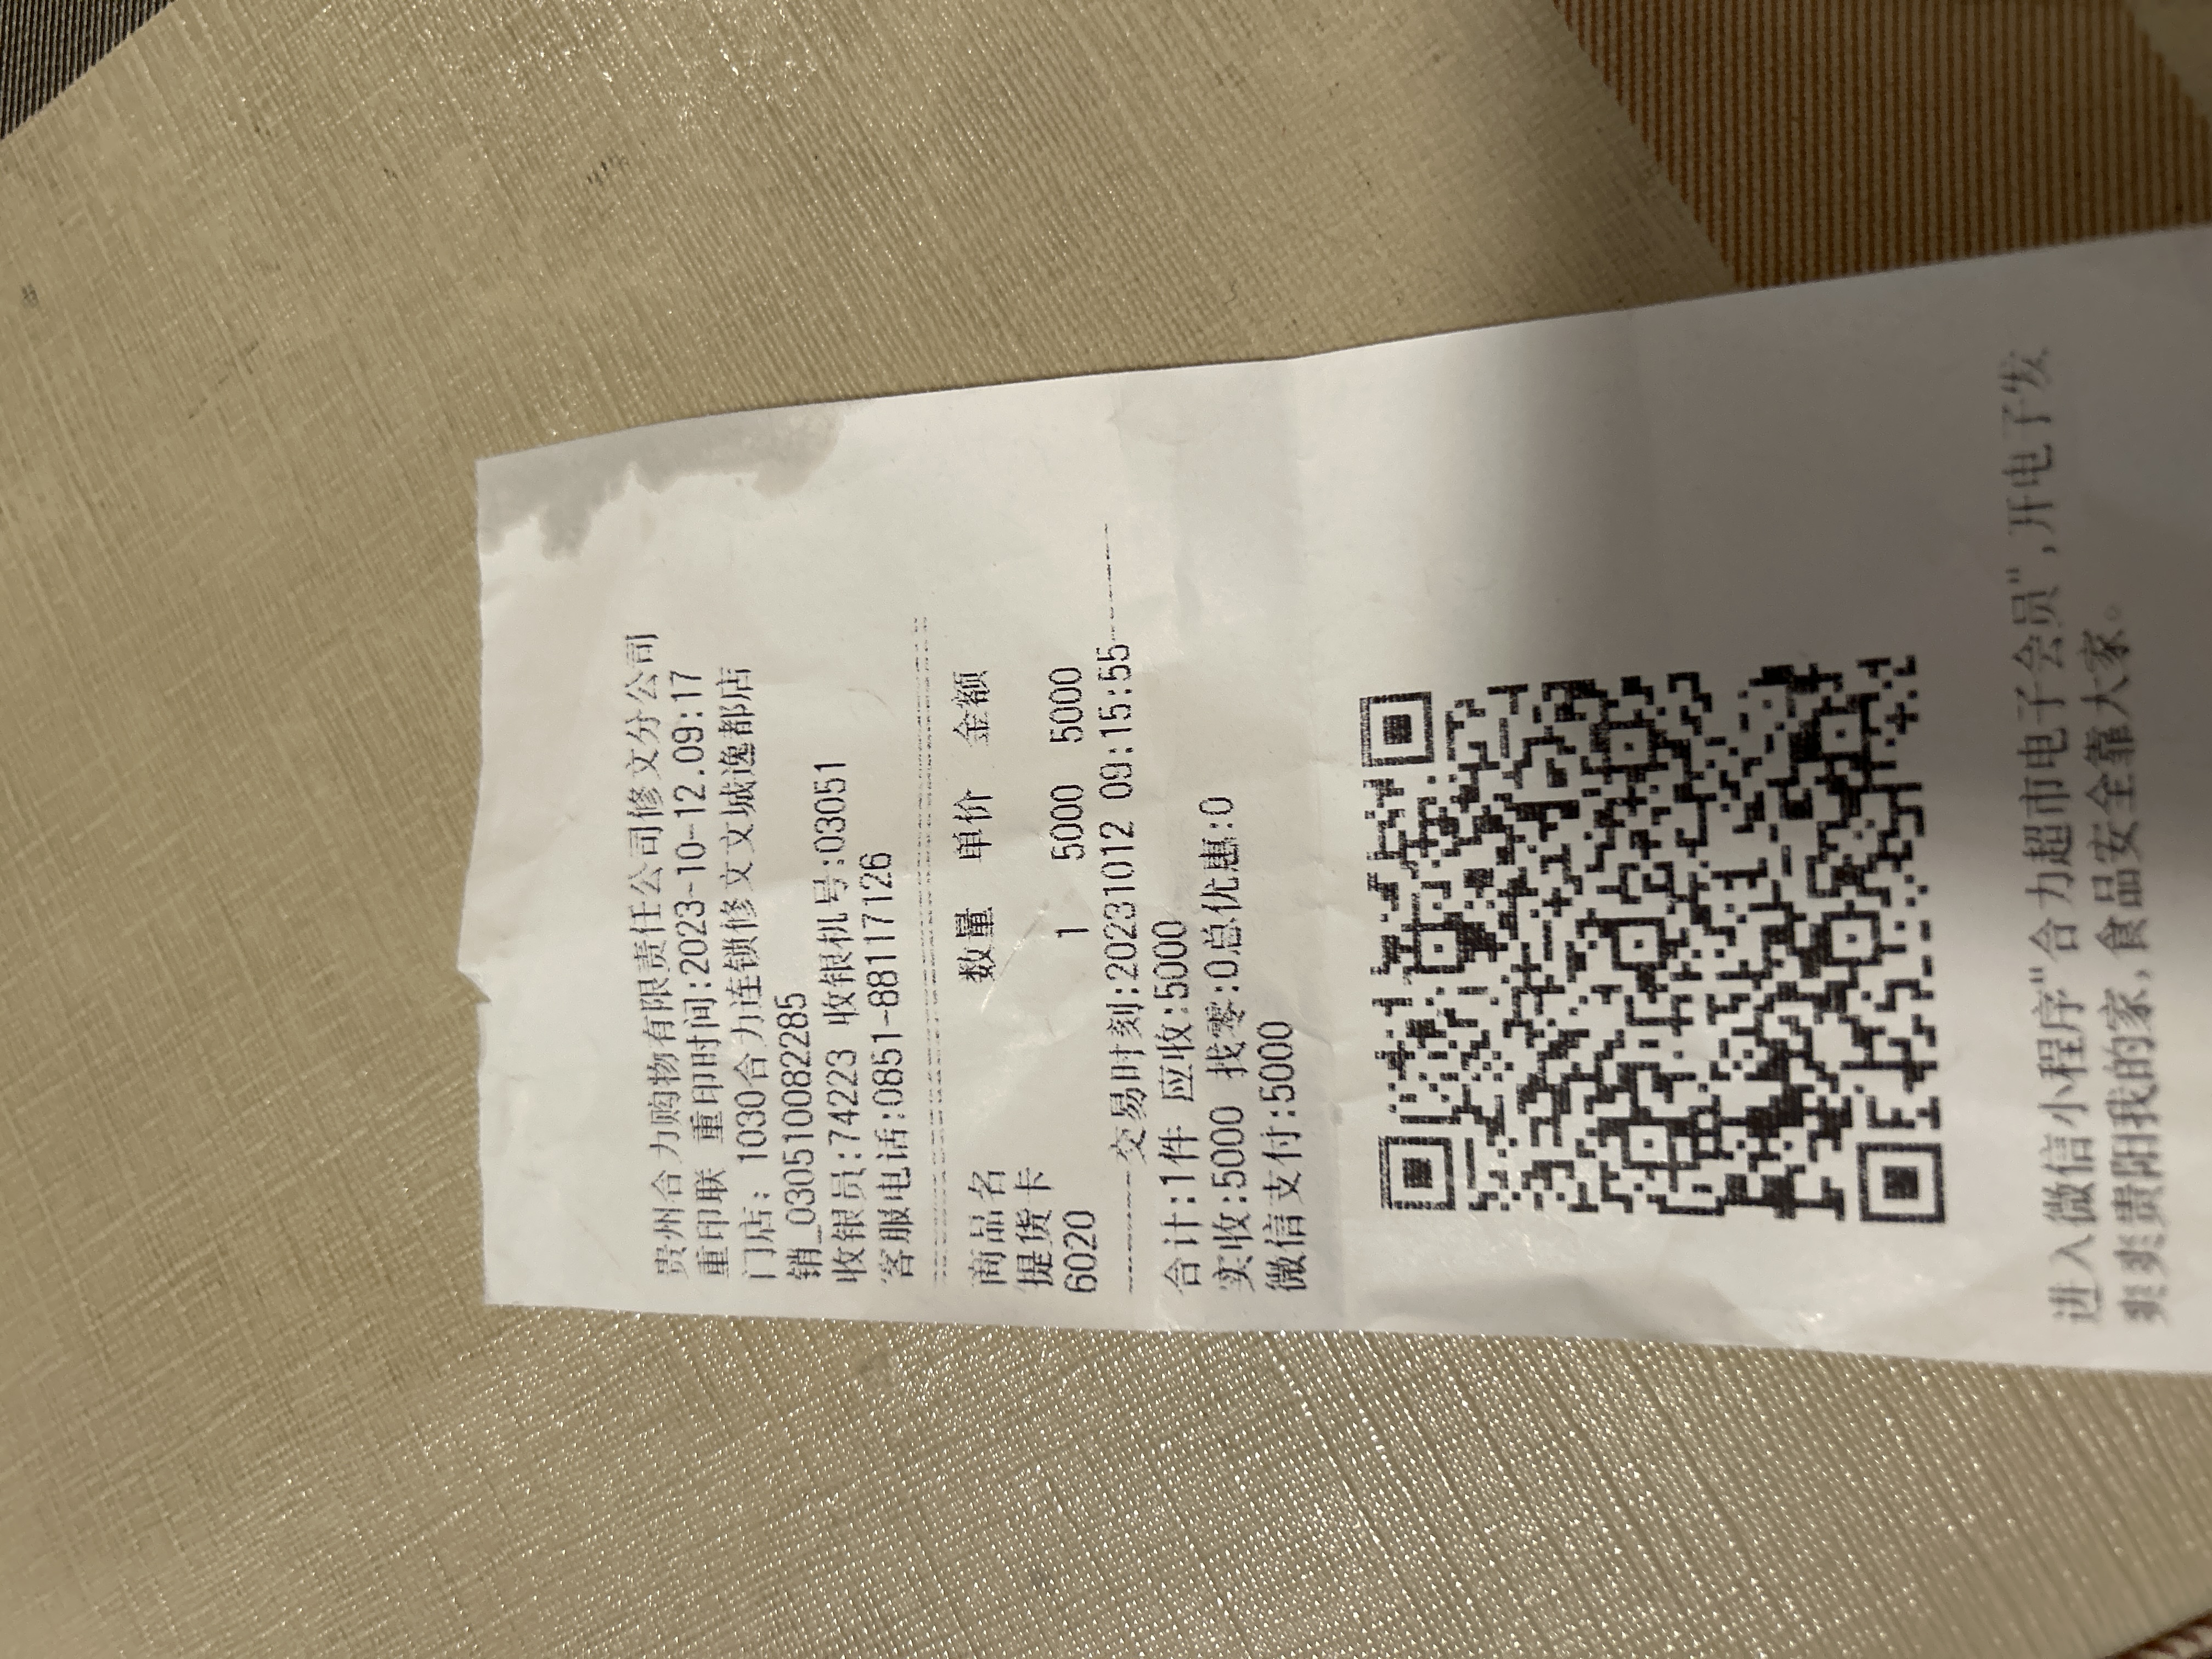 贵州合力购物有限责任公司修文分公司
重印联 重印时间:2023-10-12.09:17
门店: 1030合力连锁修文文城逸都店
销_030510082285
收银员:74223 收银机号:03051
客服电话:0851-88117126
商品名 数量 单价 金额
提货卡
6020 1 5000 5000
交易时刻:20231012 09:15:55
合计:1件 应收:5000
实收:5000 找零:0总优惠:0
微信支付:5000
进入微信小程序"合力超市电子会员",开电子发
爽爽贵阳我的家,食品安全靠大家。